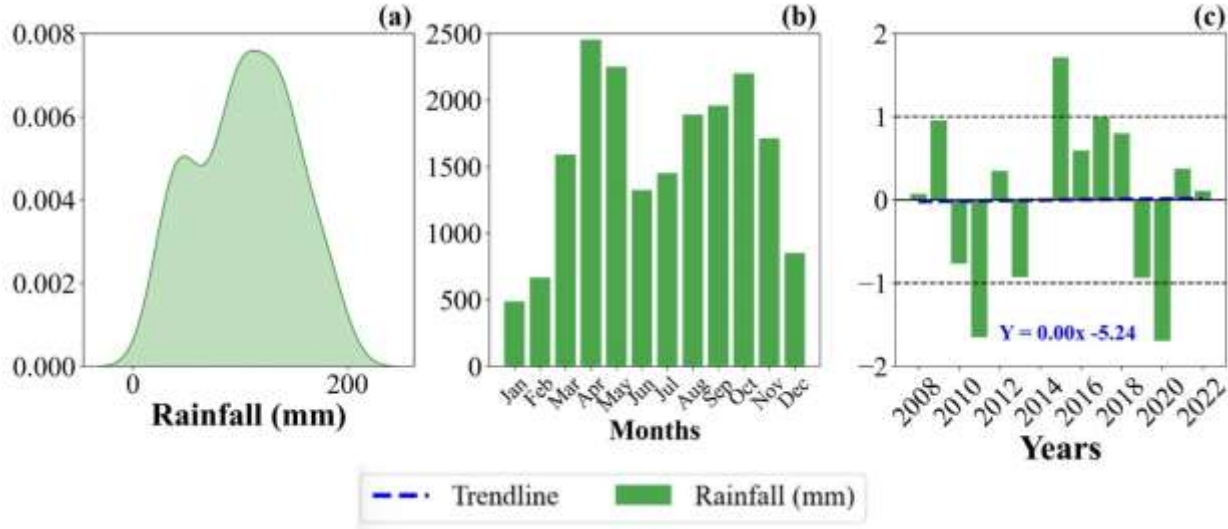 (a)
0.008
0.006
0.004
0.002
0.000
0
200
Rainfall (mm)
(b)
2500
2000
1500
1000
500
0
Jan
Feb
Mar
Apr
May
Jun
Jul
Aug
Sep
Oct
Nov
Dec
Months
(c)
2
1
0
−1
−2
Y = 0.00x -5.24
2008
2010
2012
2014
2016
2018
2020
2022
Years
Trendline
Rainfall (mm)